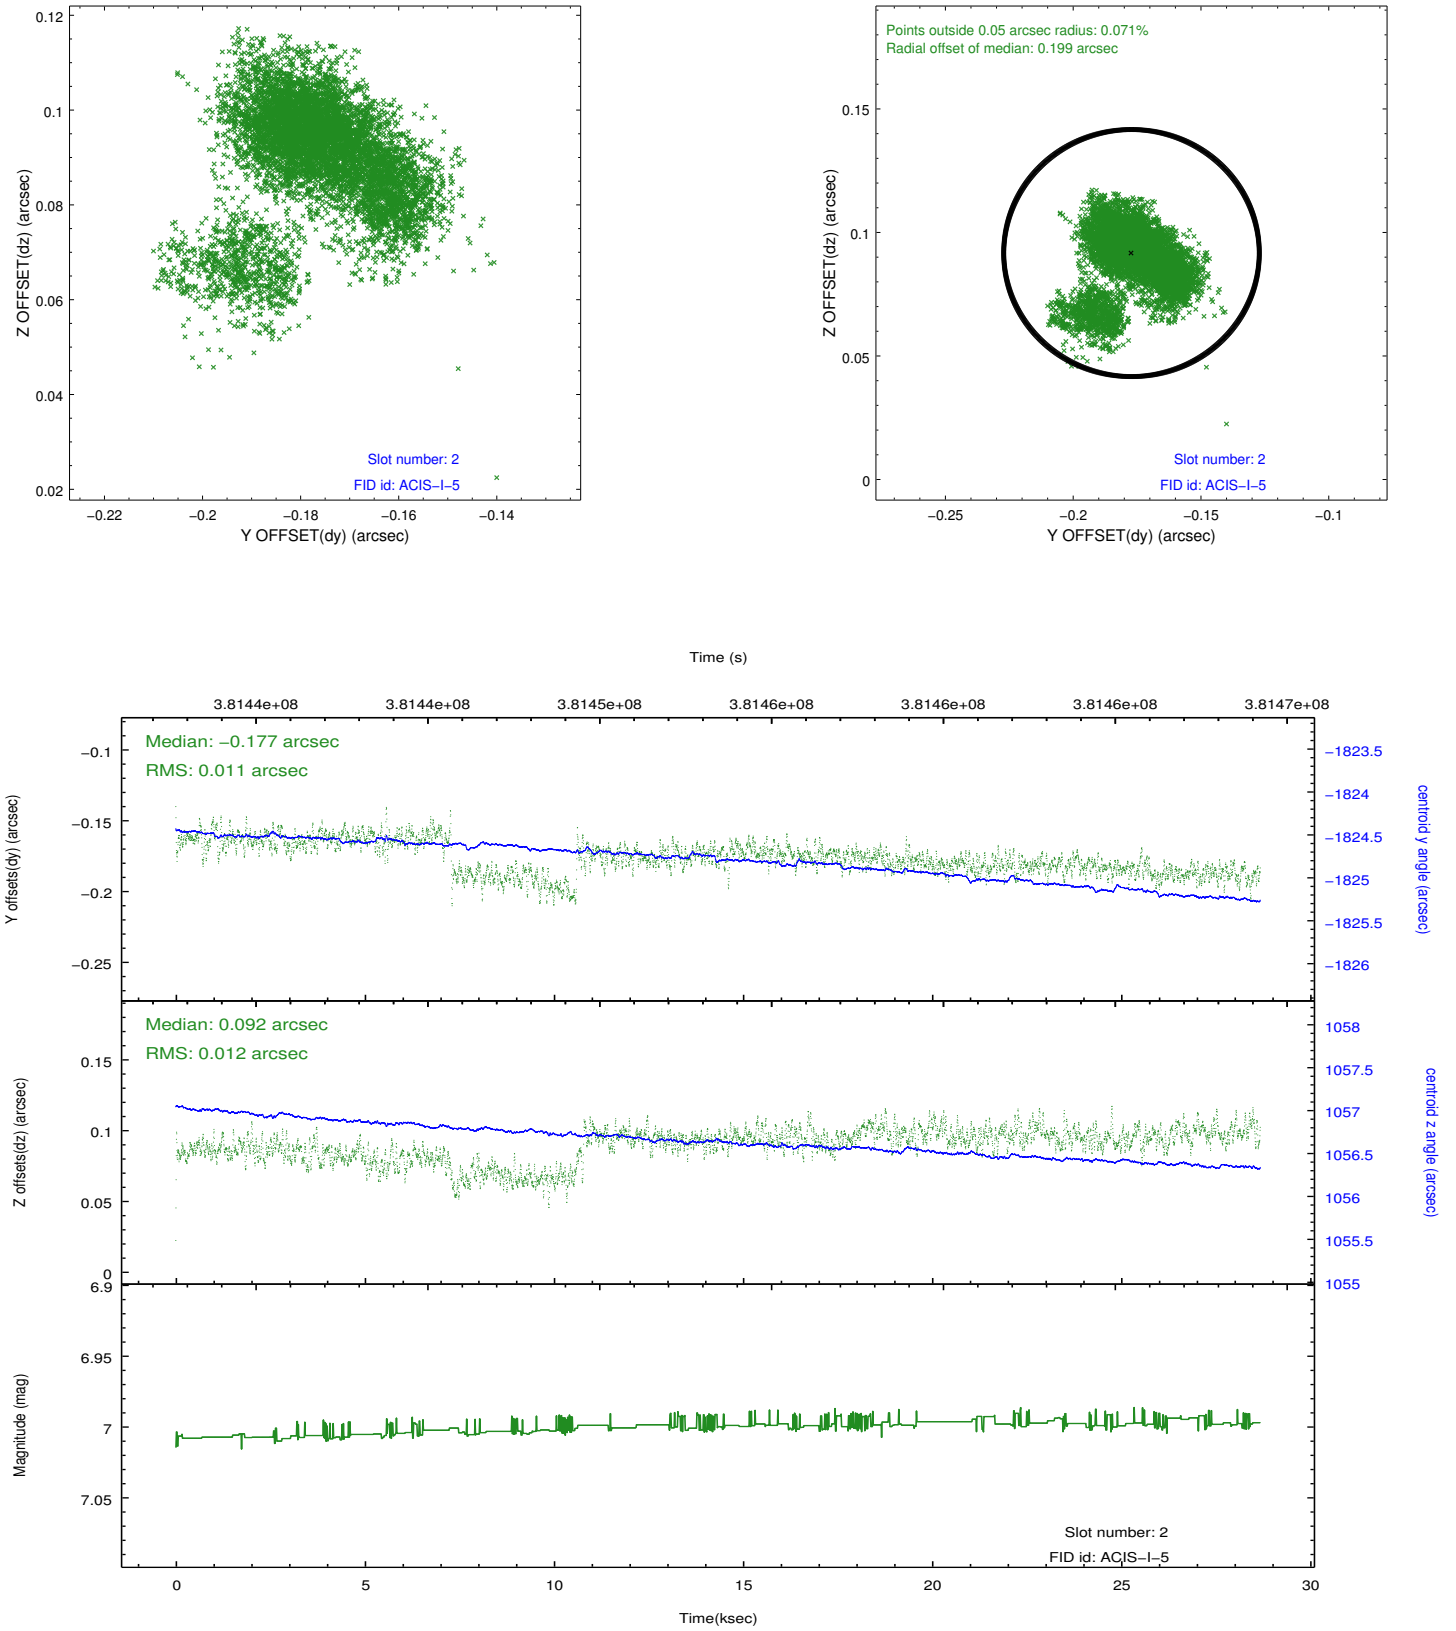 0.12
0.1
0.08
0.06
0.04
0.02
Z OFFSET(dz) (arcsec)
Slot number: 2
FID id: ACIS−I−5
−0.22
−0.2
−0.18
−0.16
−0.14
Y OFFSET(dy) (arcsec)
Points outside 0.05 arcsec radius: 0.071%
Radial offset of median: 0.199 arcsec
0.15
0.1
0.05
0
Z OFFSET(dz) (arcsec)
Slot number: 2
FID id: ACIS−I−5
−0.25
−0.2
−0.15
−0.1
Y OFFSET(dy) (arcsec)
Time (s)
3.8144e+08
3.8144e+08
3.8145e+08
3.8146e+08
3.8146e+08
3.8146e+08
3.8147e+08
Median: −0.177 arcsec
RMS: 0.011 arcsec
−0.1
−0.15
−0.2
−0.25
Y offsets(dy) (arcsec)
−1823.5
−1824
−1824.5
−1825
−1825.5
−1826
centroid y angle (arcsec)
Median: 0.092 arcsec
RMS: 0.012 arcsec
0.15
0.1
0.05
0
Z offsets(dz) (arcsec)
1058
1057.5
1057
1056.5
1056
1055.5
1055
centroid z angle (arcsec)
6.9
6.95
7
7.05
Magnitude (mag)
Slot number: 2
FID id: ACIS−I−5
0
5
10
15
20
25
30
Time(ksec)